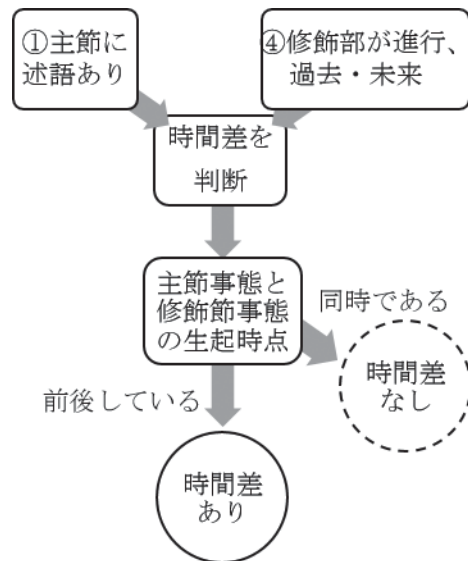 ①主節に
述語あり
④修飾部が進行、
過去・未来
時間差を
判断
主節事態と
修飾節事態
の生起時点
同時である
時間差
なし
前後している
時間差
あり